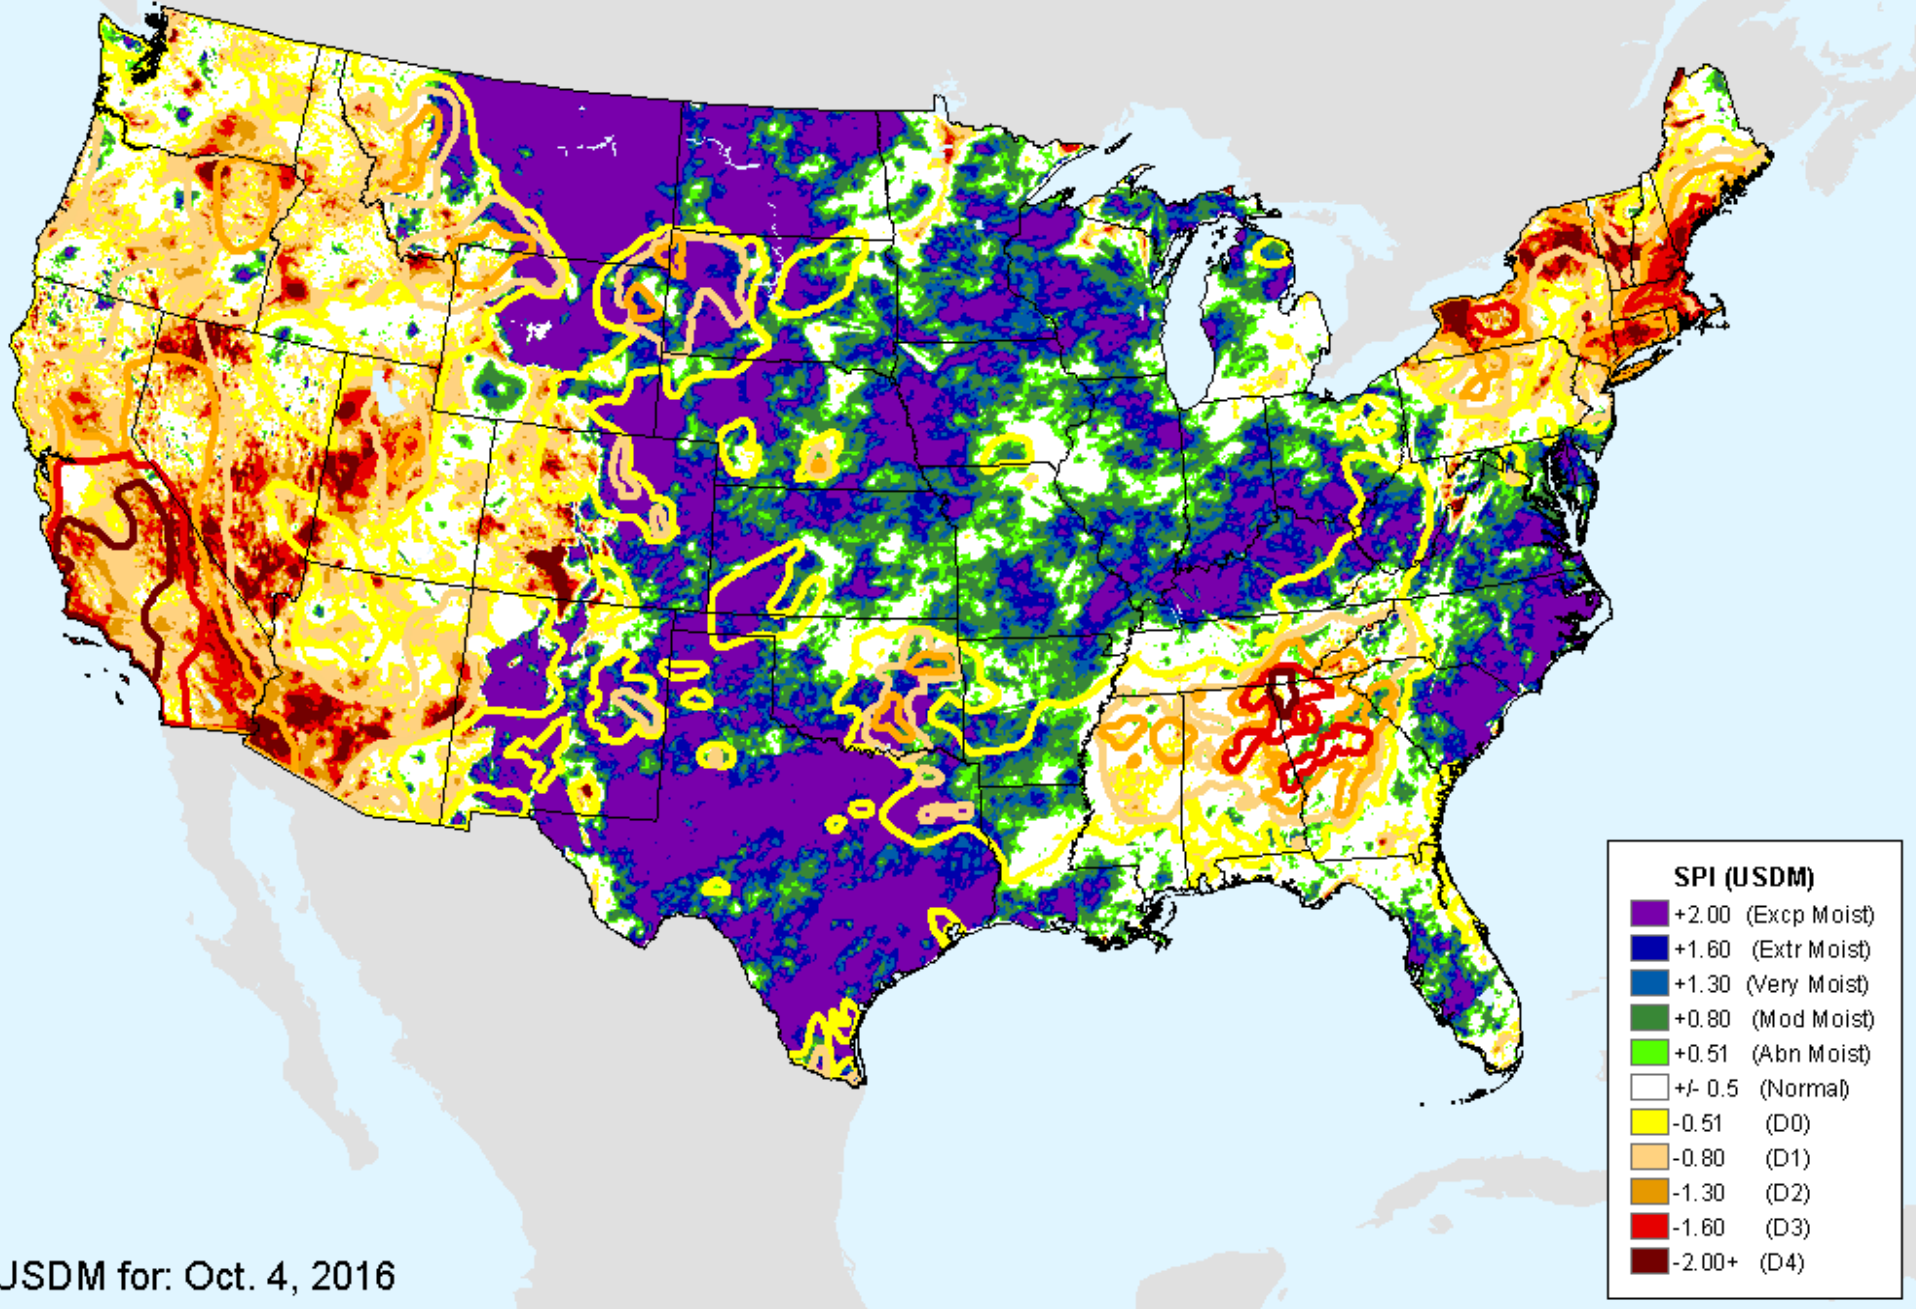 SPI (USDM)
+2.00 (Excp Moist)
+1.60 (Extr Moist)
+1.30 (Very Moist)
+0.80 (Mod Moist)
+0.51 (Abn Moist)
+/- 0.5 (Normal)
-0.51 (D0)
-0.80 (D1)
-1.30 (D2)
-1.60 (D3)
-2.00+ (D4)
USDM for: Oct. 4, 2016